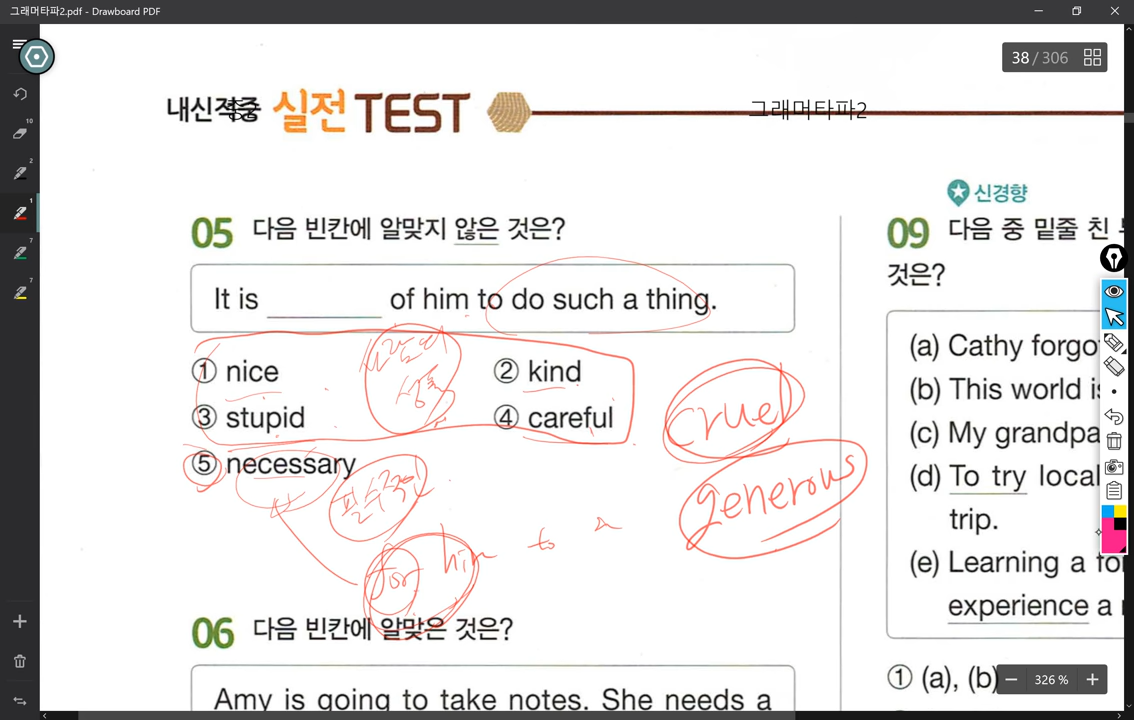 그래머타파2.pdf - Drawboard PDF
38 / 306
내신적중 실전 TEST
그래머타파2
신경향
05 다음 빈칸에 알맞지 않은 것은?
It is ________ of him to do such a thing.
① nice
② kind
③ stupid
④ careful
⑤ necessary
사람의
성품
필수적인
cruel
generous
for him to
06 다음 빈칸에 알맞은 것은?
Amy is going to take notes. She needs a
09 다음 중 밑줄 친
것은?
(a) Cathy forgo
(b) This world is
(c) My grandpa
(d) To try local
trip.
(e) Learning a fo
experience a
① (a), (b)
326 %
10
2
1
7
7